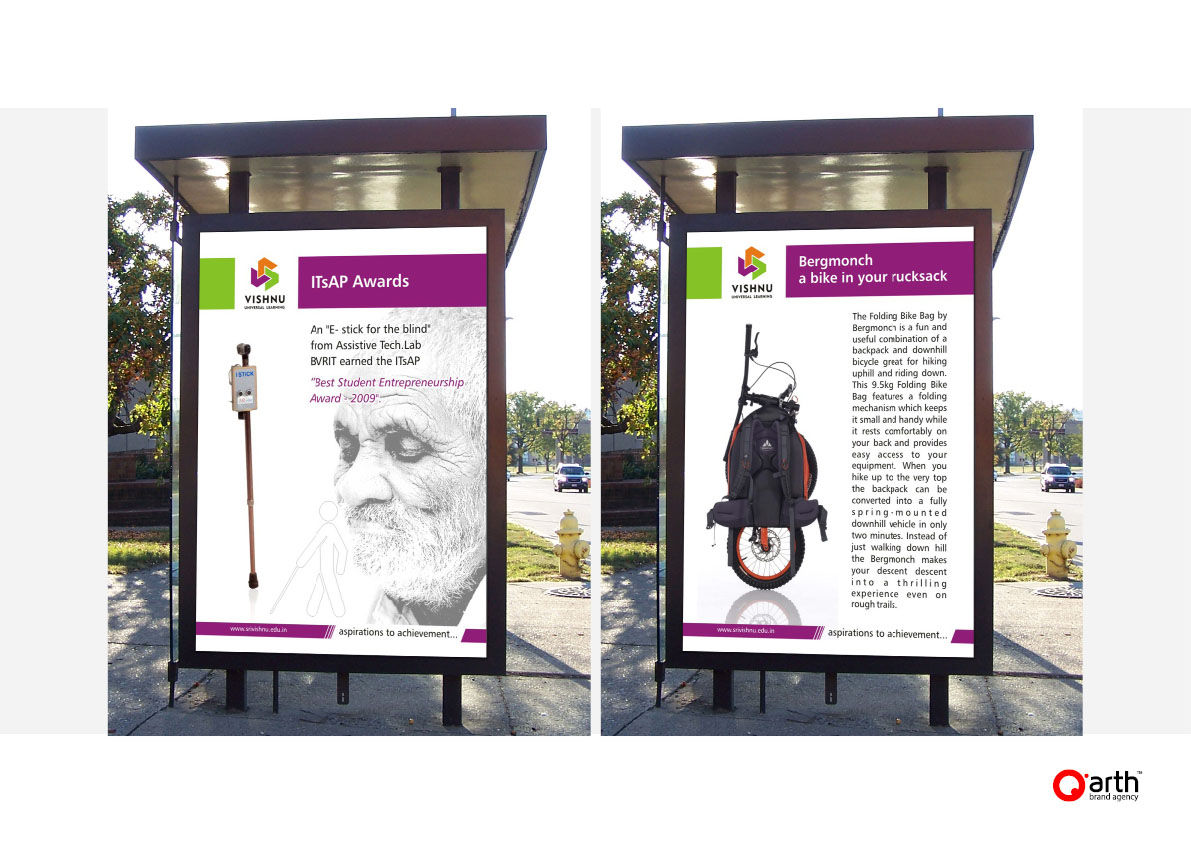 VISHNU
UNIVERSAL LEARNING
ITsAP Awards
An "E- stick for the blind"
from Assistive Tech.Lab
BVRIT earned the ITsAP
"Best Student Entrepreneurship
Award - 2009".
I STICK
www.srivishnu.edu.in
aspirations to achievement...
VISHNU
UNIVERSAL LEARNING
Bergmonch
a bike in your rucksack
The Folding Bike Bag by
Bergmonch is a fun and
useful combination of a
backpack and downhill
bicycle great for hiking
uphill and riding down.
This 9.5kg Folding Bike
Bag features a folding
mechanism which keeps
it small and handy while
it rests comfortably on
your back and provides
easy access to your
equipment. When you
hike up to the very top
the backpack can be
converted into a fully
spring-mounted
downhill vehicle in only
two minutes. Instead of
just walking down hill
the Bergmonch makes
your descent descent
into a thrilling
experience even on
rough trails.
www.srivishnu.edu.in
aspirations to achievement...
Q'arth™
brand agency